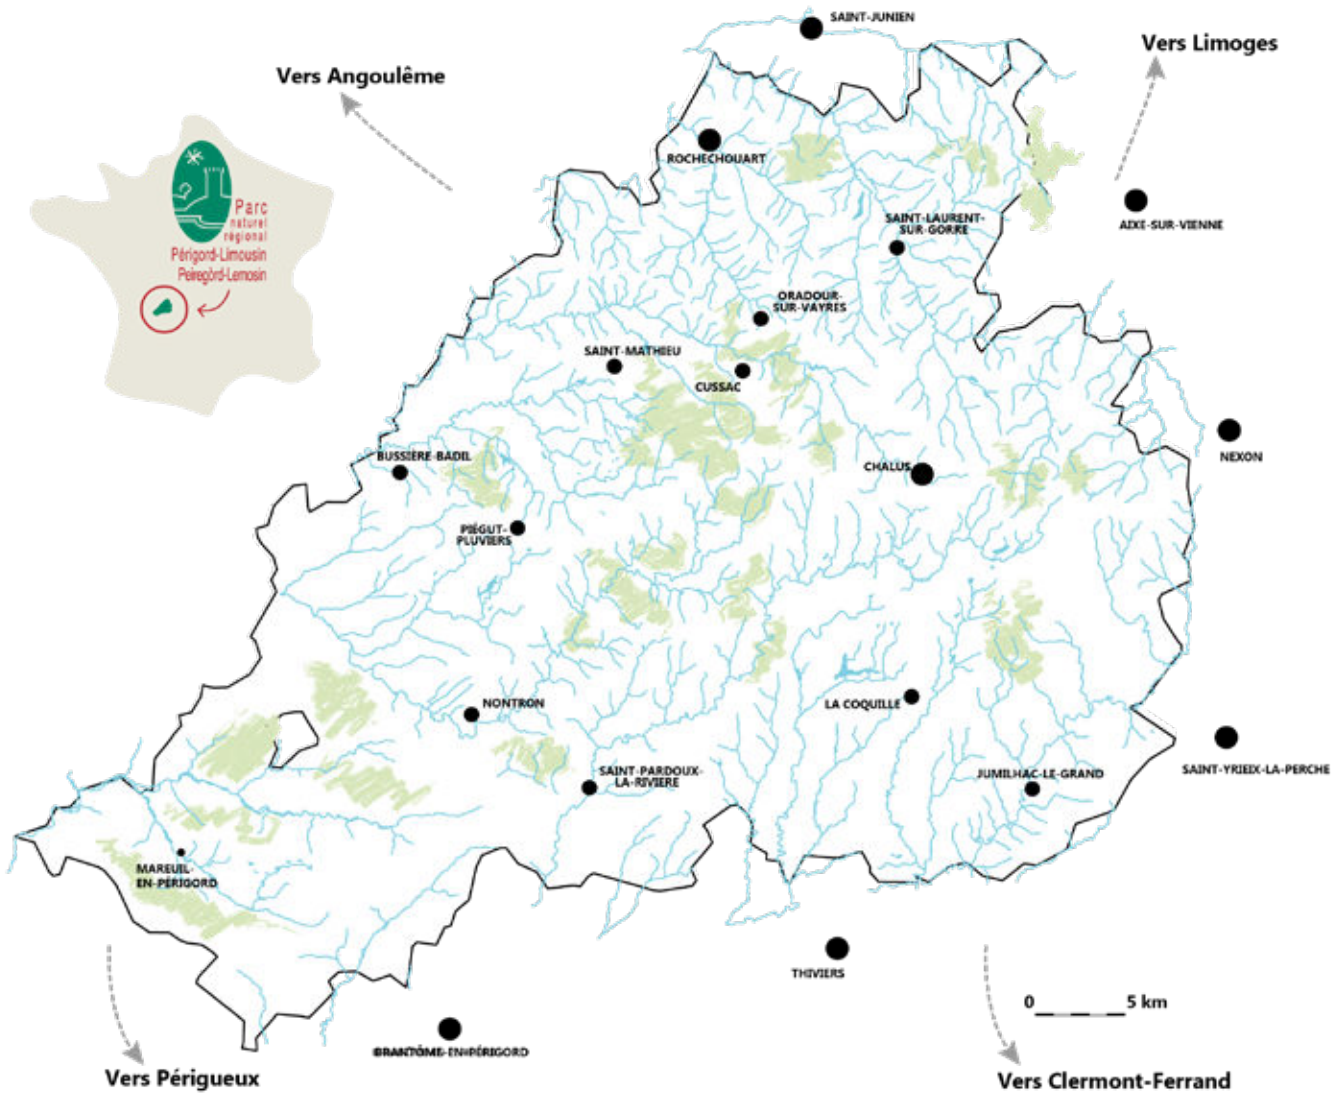 SAINT-JUNIEN
Vers Limoges
Vers Angoulême
ROCHECHOUART
Parc
naturel
régional
Périgord-Limousin
Peiregòrd-Lemosin
SAINT-LAURENT-
SUR-GORRE
AIXE-SUR-VIENNE
ORADOUR-
SUR-VAYRES
SAINT-MATHIEU
CUSSAC
BUSSIÈRE-BADIL
CHALUS
NEXON
PIÉGUT-
PLUVIERS
NONTRON
LA COQUILLE
SAINT-PARDOUX-
LA-RIVIERE
JUMILHAC-LE-GRAND
SAINT-YRIEIX-LA-PERCHE
MAREUIL-
EN-PÉRIGORD
THIVIERS
0 5 km
EN-PÉRIGORD
Vers Périgueux
Vers Clermont-Ferrand